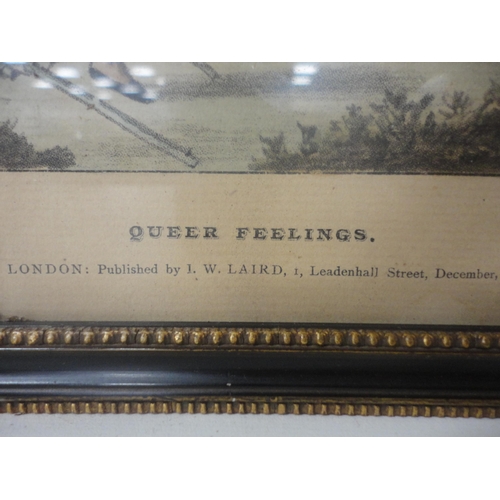 QUEER FEELINGS.
LONDON: Published by I. W. LAIRD, 1, Leadenhall Street, December,